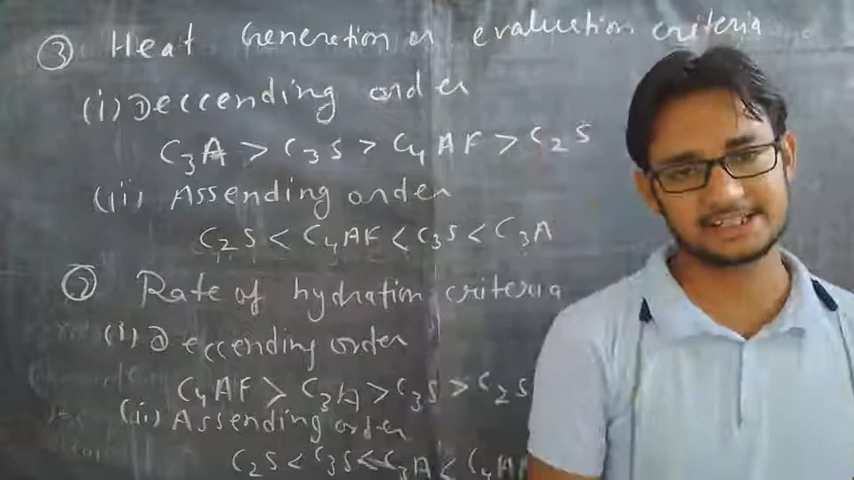 ③ Heat Generation or evaluation criteria
(i) Deccending order
C3A > C3S > C4AF > C2S
(ii) Assending order
C2S < C4AF < C3S < C3A
② Rate of hydration criteria
(i) Deccending order
C4AF > C3A > C3S > C2S
(ii) Assending order
C2S < C3S < C3A < C4A